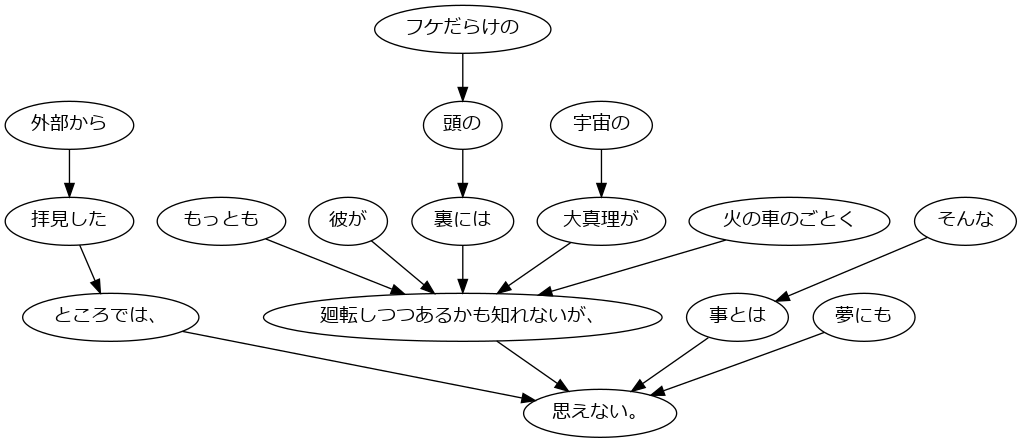 フケだらけの
外部から
頭の
宇宙の
拝見した
もっとも
彼が
裏には
大真理が
火の車のごとく
そんな
ところでは、
廻転しつつあるかも知れないが、
事とは
夢にも
思えない。